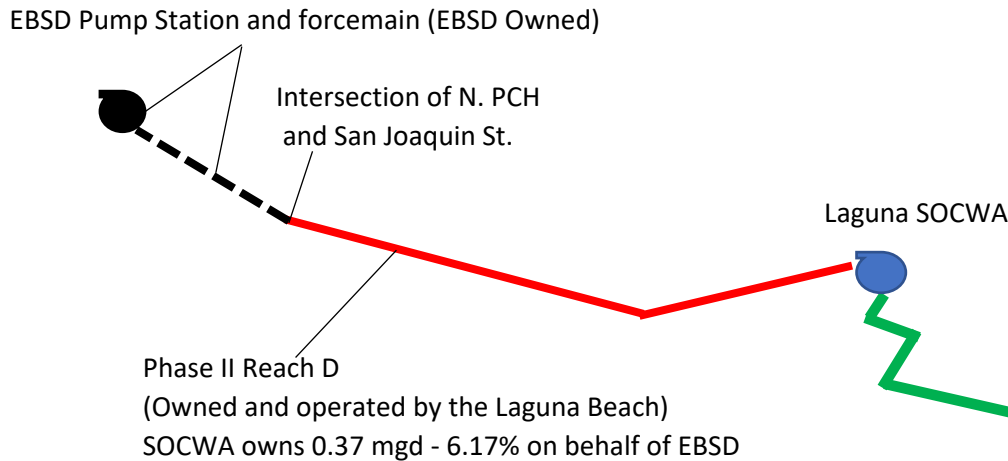 EBSD Pump Station and forcemain (EBSD Owned)
Intersection of N. PCH
and San Joaquin St.
Laguna SOCWA
Phase II Reach D
(Owned and operated by the Laguna Beach)
SOCWA owns 0.37 mgd - 6.17% on behalf of EBSD